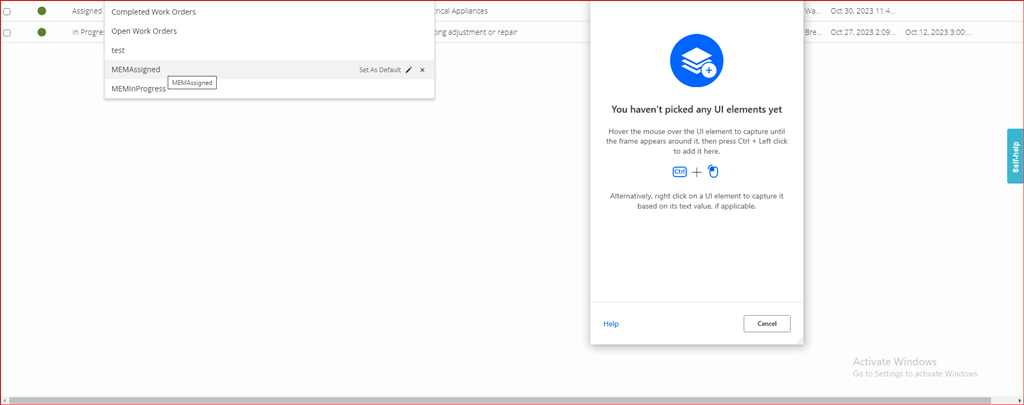 Assigned
Completed Work Orders
trical Appliances
Wa...
Oct 30, 2023 11:4...
In Progre
Open Work Orders
ing adjustment or repair
Bre...
Oct 27, 2023 2:09:...
Oct 12, 2023 3:00:...
test
MEMAssigned
Set As Default
MEMAssigned
MEMInProgress
You haven't picked any UI elements yet
Hover the mouse over the UI element to capture until
the frame appears around it, then press Ctrl + Left click
to add it here.
Ctrl +
Alternatively, right click on a UI element to capture it
based on its text value, if applicable.
Help
Cancel
Self-help
Activate Windows
Go to Settings to activate Windows.